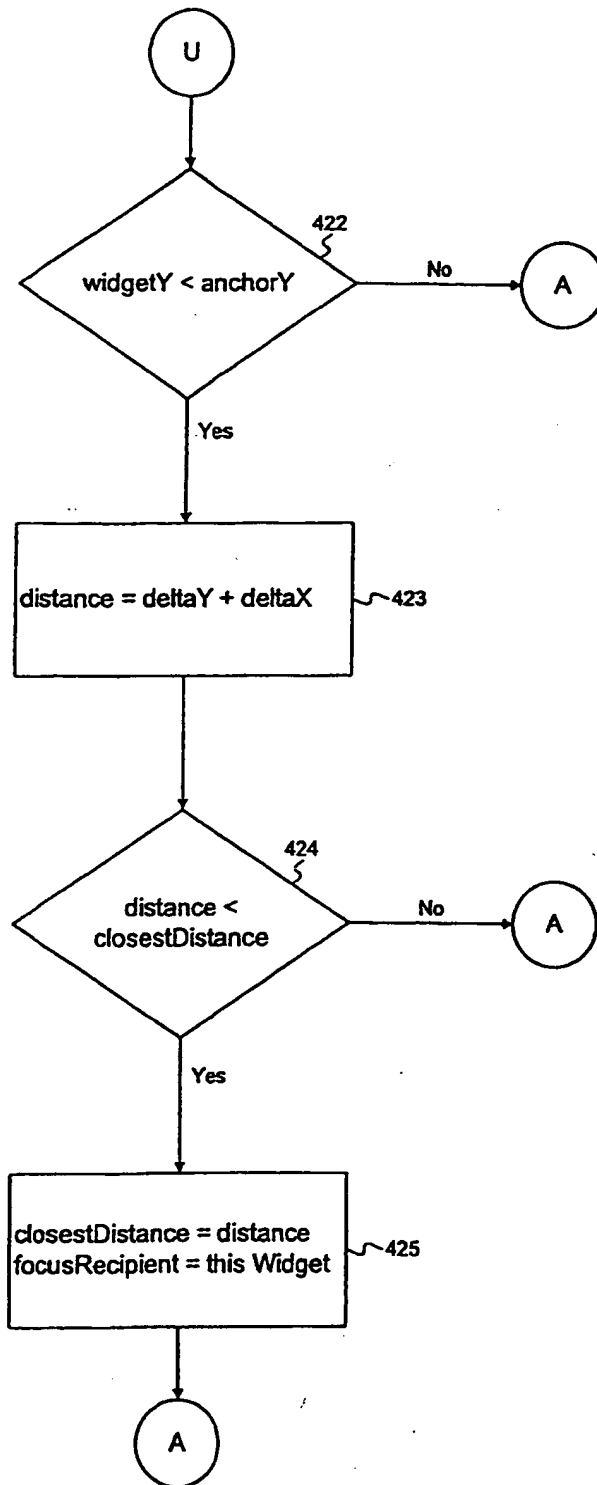 U
422
widgetY < anchorY
No
A
Yes
distance = deltaY + deltaX
423
424
distance <
closestDistance
No
A
Yes
closestDistance = distance
focusRecipient = this Widget
425
A